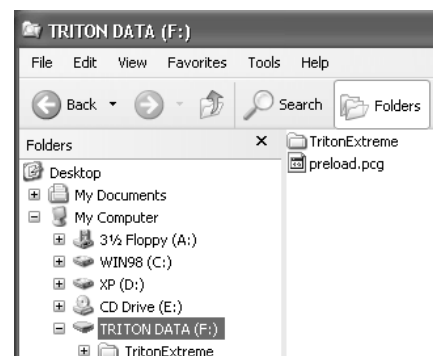 TRITON DATA (F:)
File Edit View Favorites Tools Help
Back Search Folders
Folders
Desktop
My Documents
My Computer
3½ Floppy (A:)
WIN98 (C:)
XP (D:)
CD Drive (E:)
TRITON DATA (F:)
TritonExtreme
TritonExtreme
preload.pcg